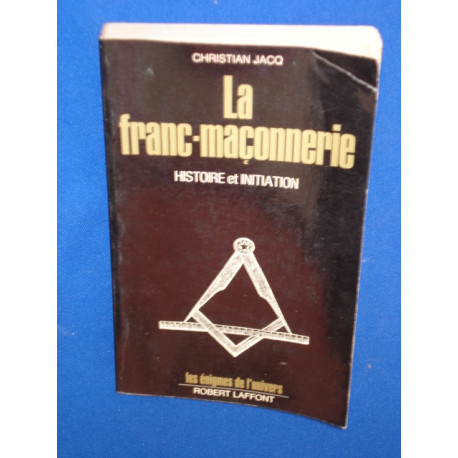 CHRISTIAN JACQ
La
franc-maçonnerie
HISTOIRE et INITIATION
les énigmes de l'univers
ROBERT LAFFONT